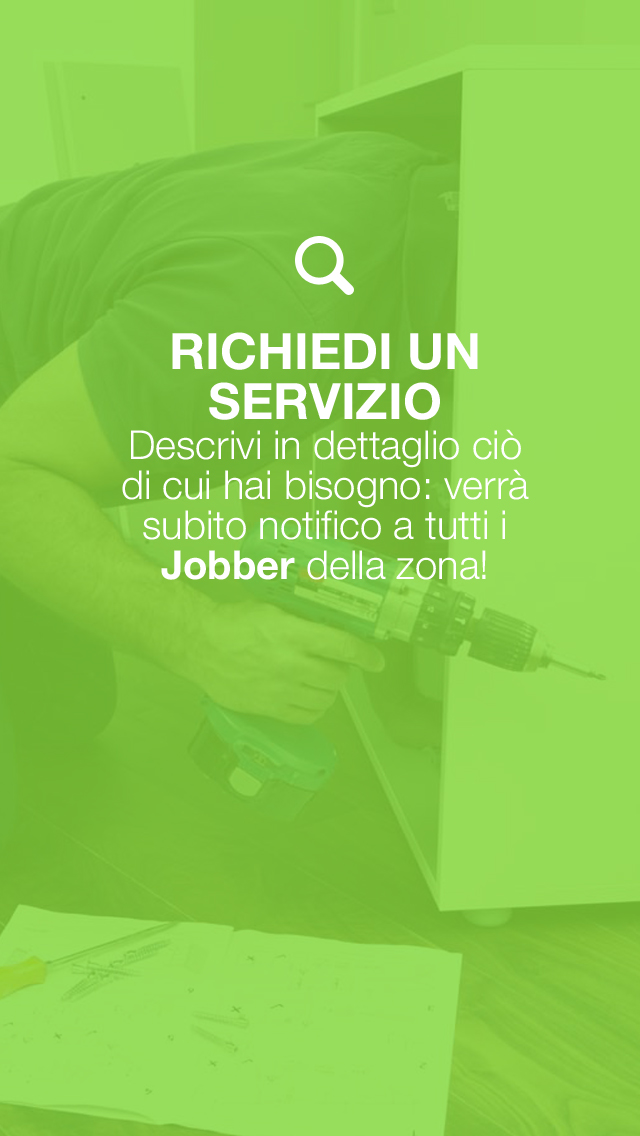 RICHIEDI UN
SERVIZIO
Descrivi in dettaglio ciò
di cui hai bisogno: verrà
subito notifico a tutti i
Jobber della zona!